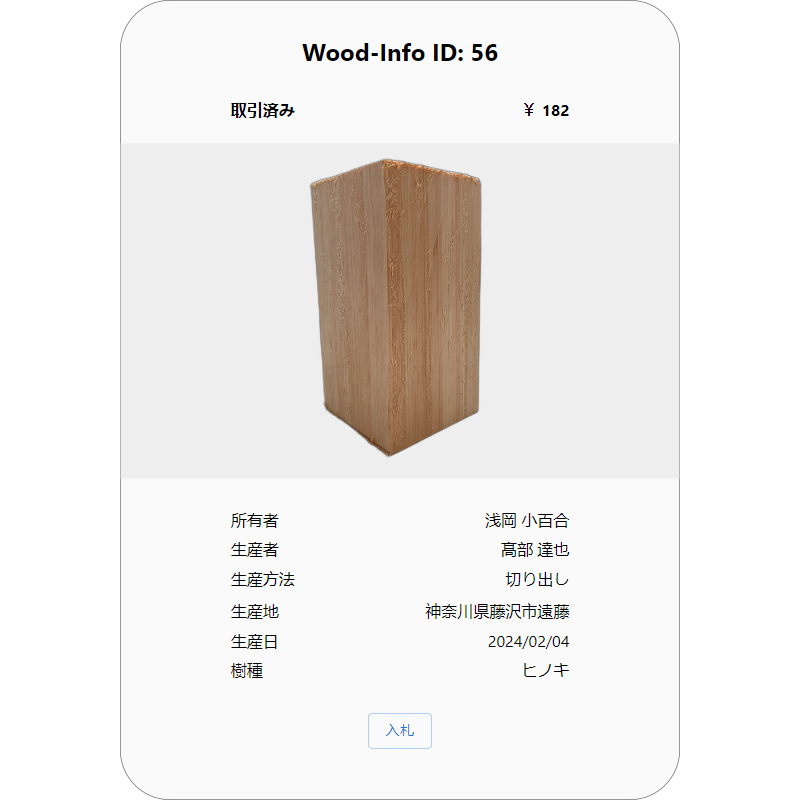 Wood-Info ID: 56
取引済み ￥ 182
所有者 浅岡 小百合
生産者 髙部 達也
生産方法 切り出し
生産地 神奈川県藤沢市遠藤
生産日 2024/02/04
樹種 ヒノキ
入札